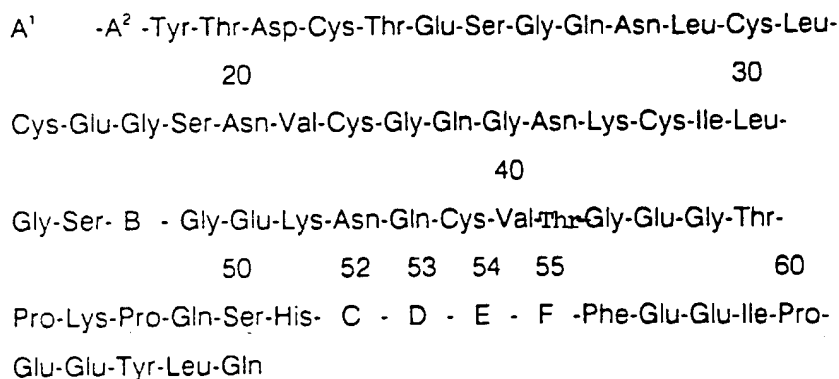 A¹ -A² -Tyr-Thr-Asp-Cys-Thr-Glu-Ser-Gly-Gln-Asn-Leu-Cys-Leu-
20 30
Cys-Glu-Gly-Ser-Asn-Val-Cys-Gly-Gln-Gly-Asn-Lys-Cys-Ile-Leu-
40
Gly-Ser- B - Gly-Glu-Lys-Asn-Gln-Cys-Val-Thr-Gly-Glu-Gly-Thr-
50 52 53 54 55 60
Pro-Lys-Pro-Gln-Ser-His- C - D - E - F -Phe-Glu-Glu-Ile-Pro-
Glu-Glu-Tyr-Leu-Gln